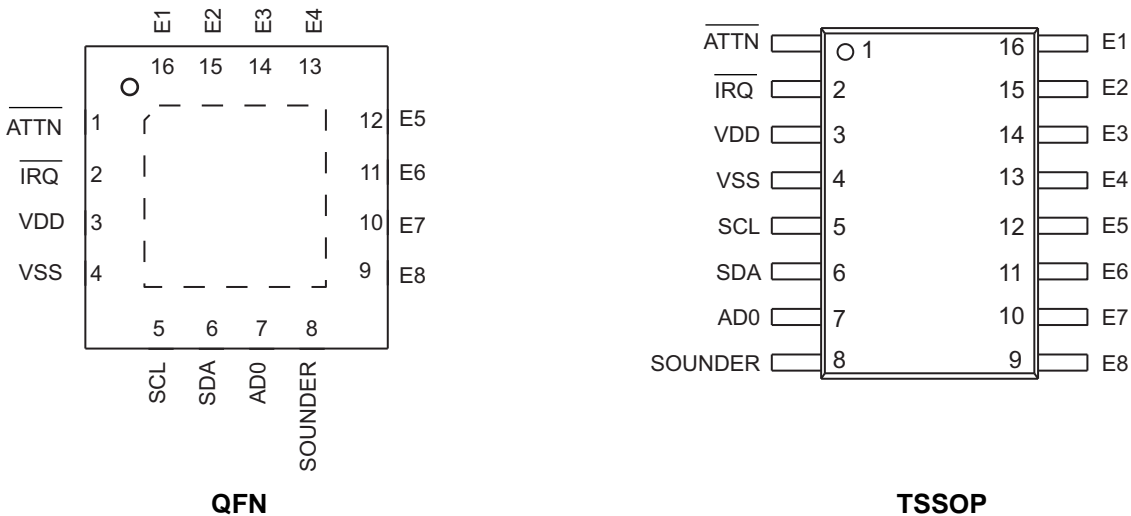 E1 E2 E3 E4
16 15 14 13
ATTN 1 12 E5
IRQ 2 11 E6
VDD 3 10 E7
VSS 4 9 E8
5 6 7 8
SCL SDA AD0 SOUNDER
QFN
ATTN 1 16 E1
IRQ 2 15 E2
VDD 3 14 E3
VSS 4 13 E4
SCL 5 12 E5
SDA 6 11 E6
AD0 7 10 E7
SOUNDER 8 9 E8
TSSOP